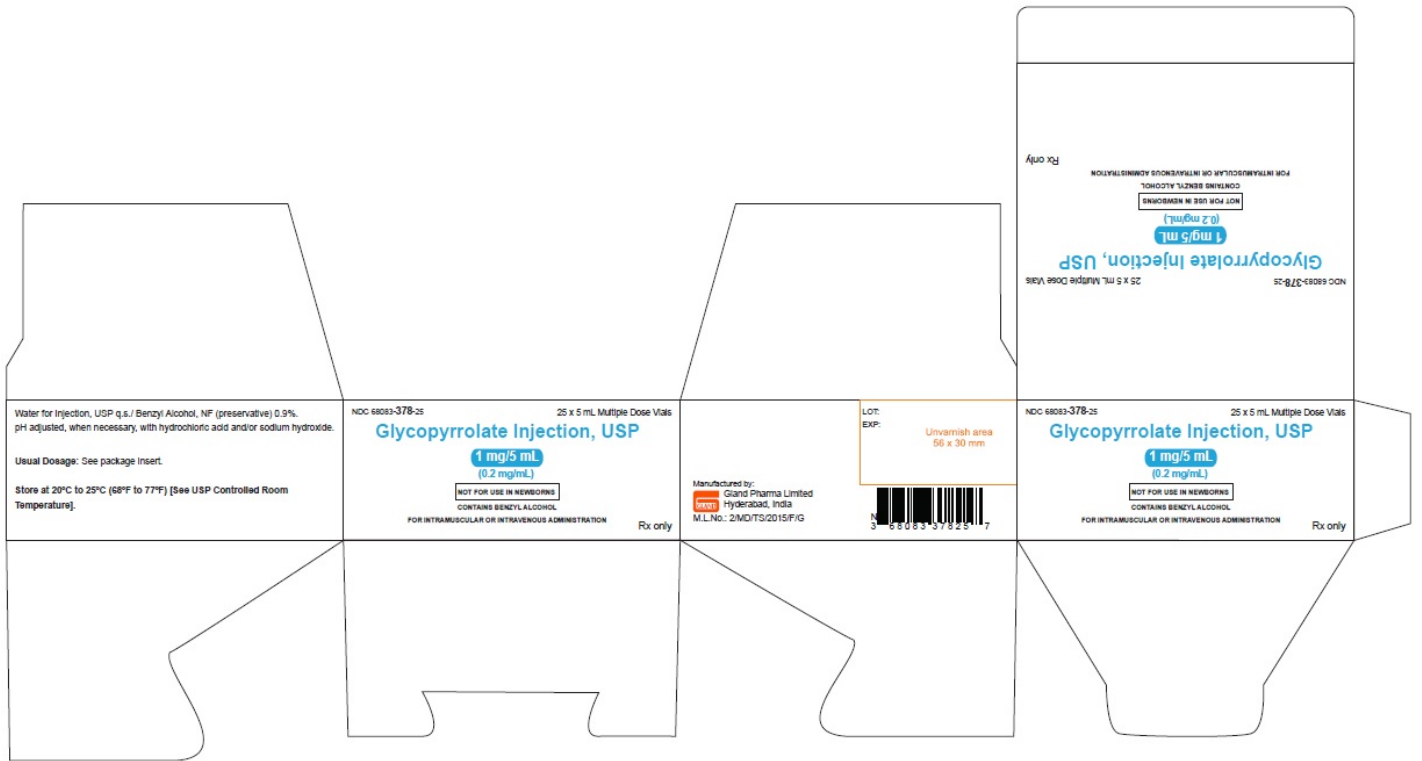 Rx only
FOR INTRAMUSCULAR OR INTRAVENOUS ADMINISTRATION
CONTAINS BENZYL ALCOHOL
NOT FOR USE IN NEWBORNS
(0.2 mg/mL)
1 mg/5 mL
Glycopyrrolate Injection, USP
NDC 68083-378-25 25 x 5 mL Multiple Dose Vials
Water for Injection, USP q.s./ Benzyl Alcohol, NF (preservative) 0.9%.
pH adjusted, when necessary, with hydrochloric acid and/or sodium hydroxide.
Usual Dosage: See package insert.
Store at 20°C to 25°C (68°F to 77°F) [See USP Controlled Room
Temperature].
NDC 68083-378-25 25 x 5 mL Multiple Dose Vials
Glycopyrrolate Injection, USP
1 mg/5 mL
(0.2 mg/mL)
NOT FOR USE IN NEWBORNS
CONTAINS BENZYL ALCOHOL
FOR INTRAMUSCULAR OR INTRAVENOUS ADMINISTRATION
Rx only
LOT:
EXP:
Unvarnish area
56 x 30 mm
Manufactured by:
Gland Pharma Limited
Hyderabad, India
M.L.No.: 2/MD/TS/2015/F/G
N
3 68083 37825 7
NDC 68083-378-25 25 x 5 mL Multiple Dose Vials
Glycopyrrolate Injection, USP
1 mg/5 mL
(0.2 mg/mL)
NOT FOR USE IN NEWBORNS
CONTAINS BENZYL ALCOHOL
FOR INTRAMUSCULAR OR INTRAVENOUS ADMINISTRATION
Rx only